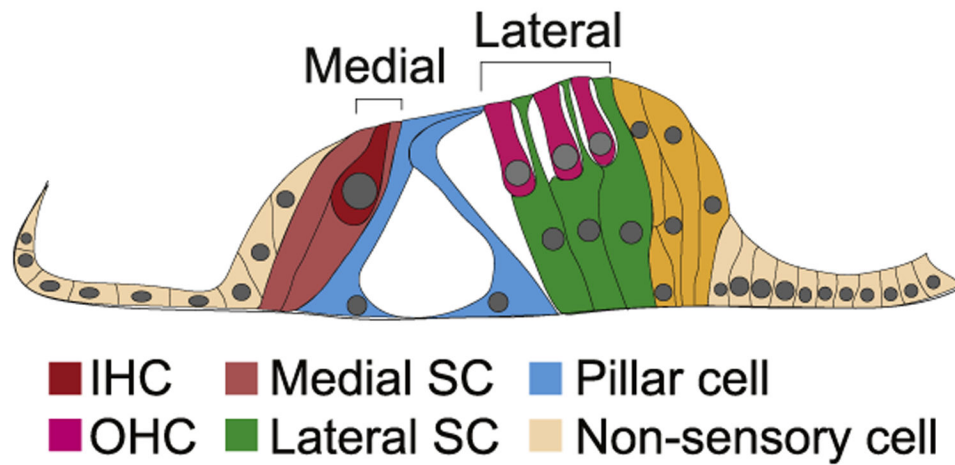 Lateral
Medial
IHC Medial SC Pillar cell
OHC Lateral SC Non-sensory cell